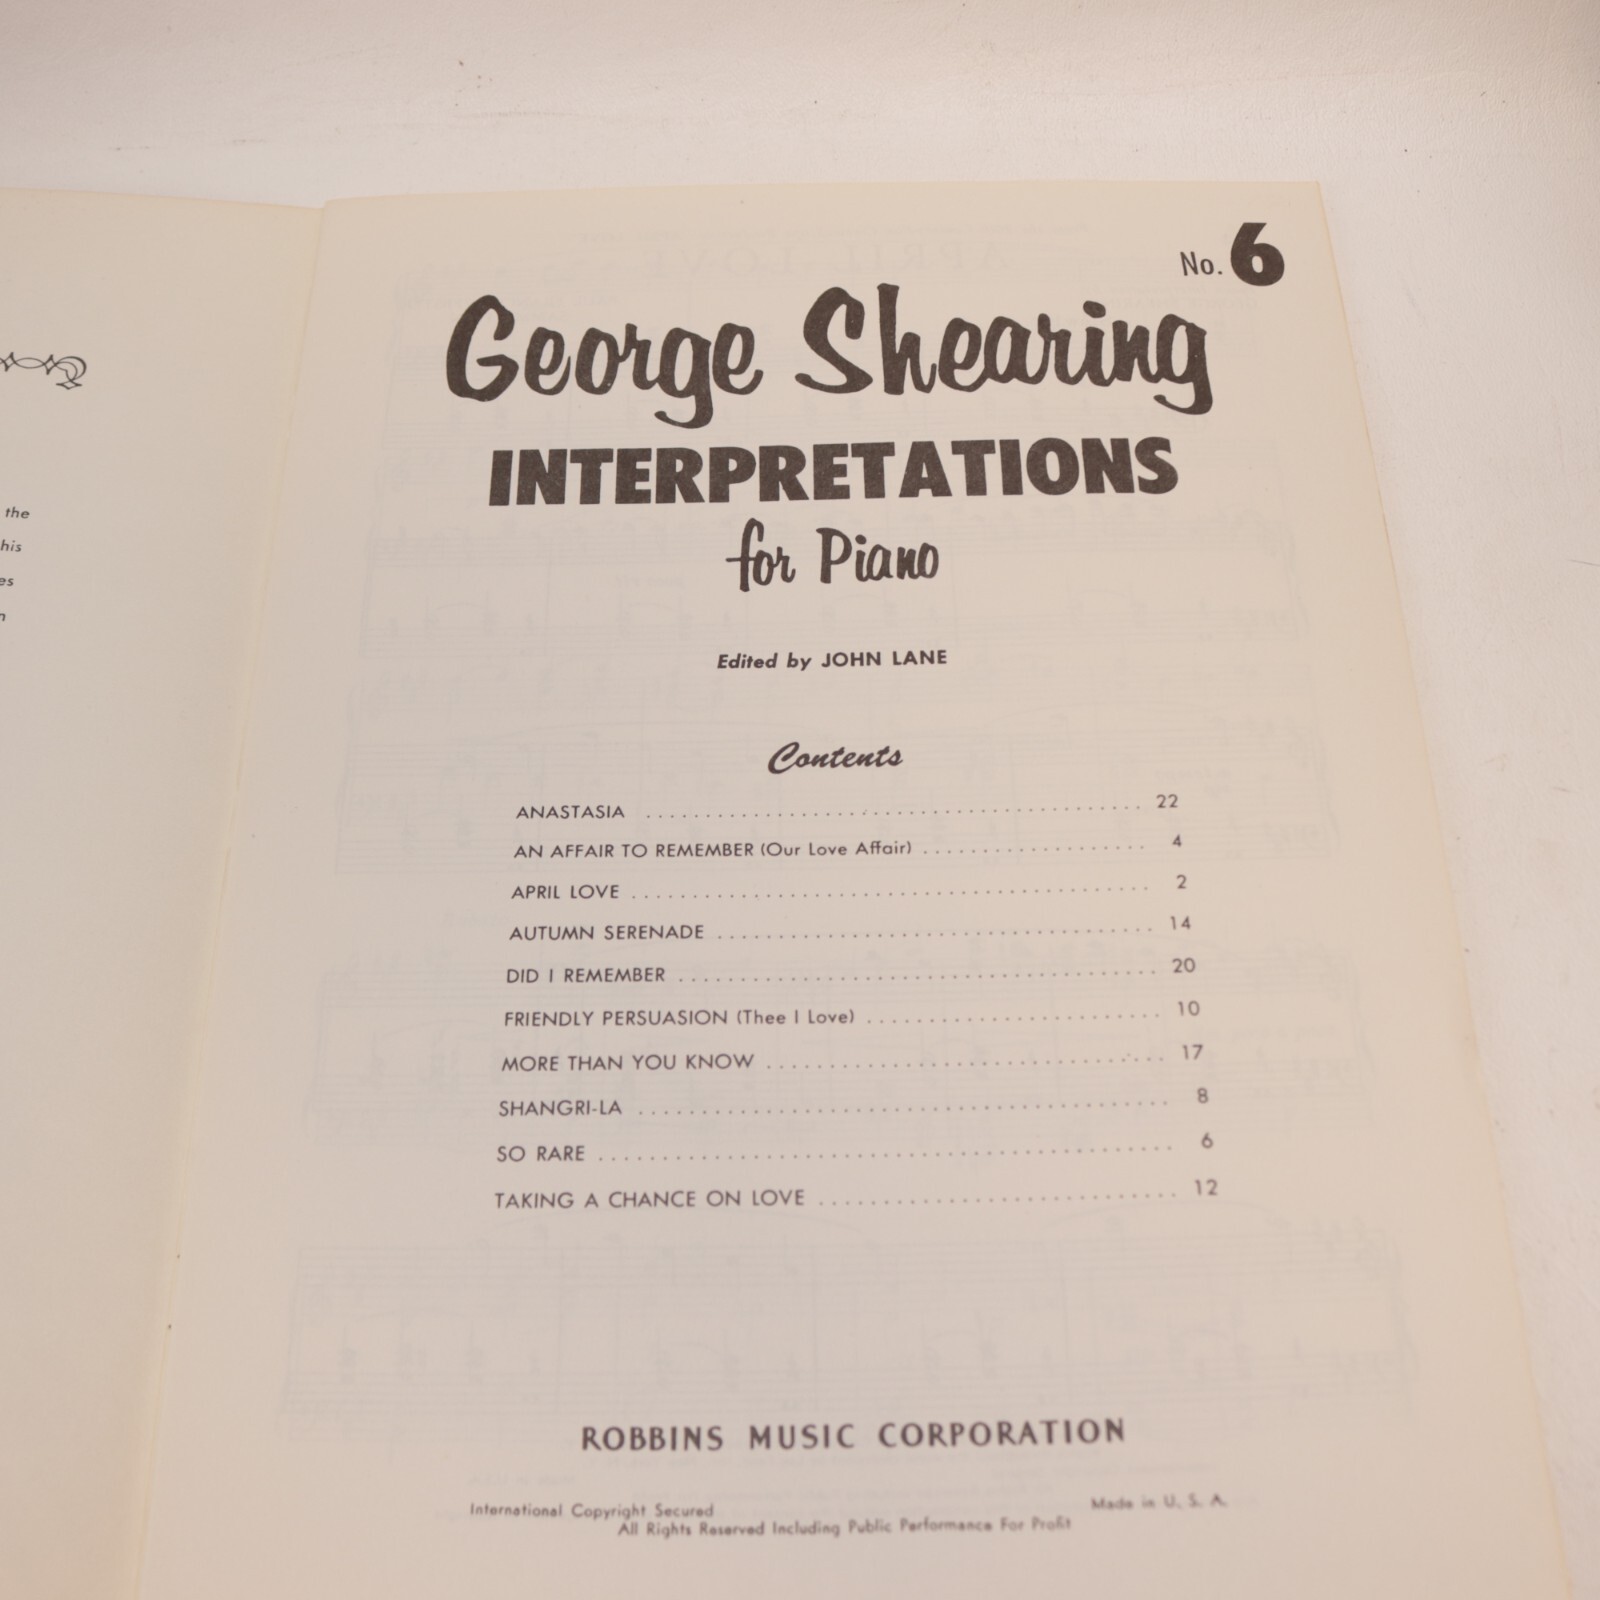 the
his
es
n
No. 6
George Shearing
INTERPRETATIONS
for Piano
Edited by JOHN LANE
Contents
ANASTASIA 22
AN AFFAIR TO REMEMBER (Our Love Affair) 4
APRIL LOVE 2
AUTUMN SERENADE 14
DID I REMEMBER 20
FRIENDLY PERSUASION (Thee I Love) 10
MORE THAN YOU KNOW 17
SHANGRI-LA 8
SO RARE 6
TAKING A CHANCE ON LOVE 12
ROBBINS MUSIC CORPORATION
International Copyright Secured Made in U. S. A.
All Rights Reserved Including Public Performance For Profit